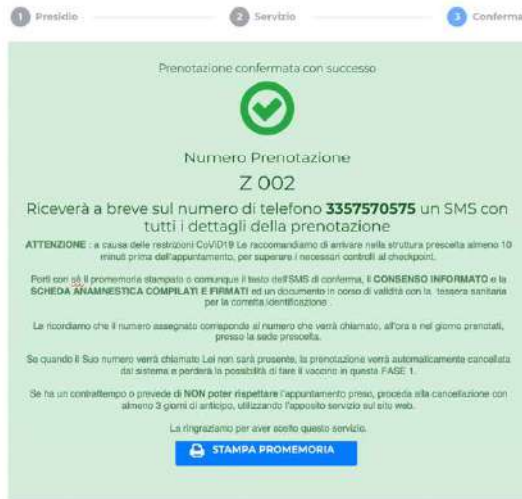 1 Presidio 2 Servizio 3 Conferma
Prenotazione confermata con successo
Numero Prenotazione
Z 002
Riceverà a breve sul numero di telefono 3357570575 un SMS con
tutti i dettagli della prenotazione
ATTENZIONE : a causa delle restrizioni CoViD19 Le raccomandiamo di arrivare nella struttura prescelta almeno 10
minuti prima dell'appuntamento, per superare i necessari controlli al checkpoint.
Porti con sè il promemoria stampato o comunque il testo dell'SMS di conferma, il CONSENSO INFORMATO e la
SCHEDA ANAMNESTICA COMPILATI E FIRMATI ed un documento in corso di validità con la tessera sanitaria
per la corretta identificazione .
Le ricordiamo che il numero assegnato corrisponde al numero che verrà chiamato, all'ora e nel giorno prenotati,
presso la sede prescelta.
Se quando il Suo numero verrà chiamato Lei non sarà presente, la prenotazione verrà automaticamente cancellata
dal sistema e perderà la possibilità di fare il vaccino in questa FASE 1.
Se ha un contrattempo o prevede di NON poter rispettare l'appuntamento preso, proceda alla cancellazione con
almeno 3 giorni di anticipo, utilizzando l'apposito servizio sul sito web.
La ringraziamo per aver scelto questo servizio.
STAMPA PROMEMORIA